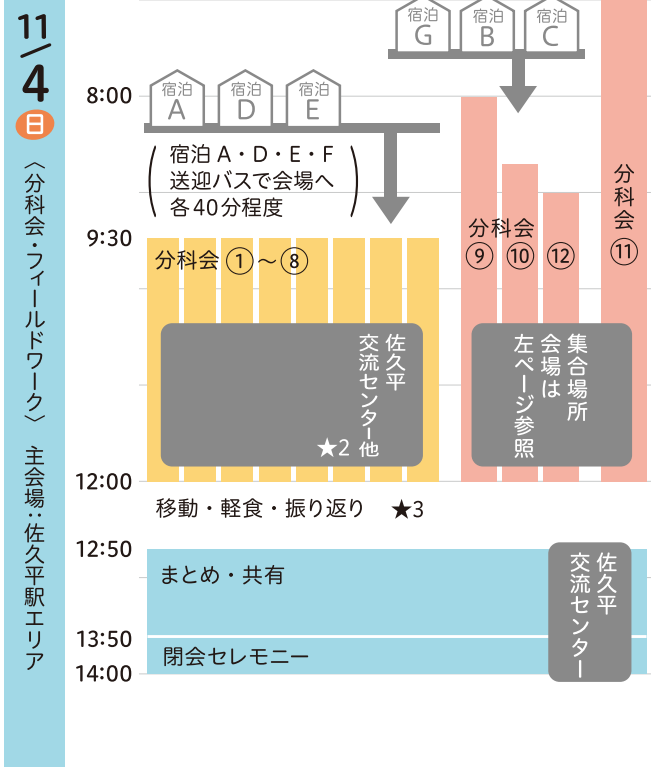 11/4
日
〈分科会・フィールドワーク〉 主会場：佐久平駅エリア
宿泊
G
宿泊
B
宿泊
C
8:00
宿泊
A
宿泊
D
宿泊
E
宿泊 A・D・E・F
送迎バスで会場へ
各40分程度
9:30
分科会 ①～⑧
分科会
⑨ ⑩ ⑫
分科会⑪
佐久平
交流センター他
★2
集合場所
会場は
左ページ参照
12:00
移動・軽食・振り返り ★3
12:50
まとめ・共有
佐久平
交流センター
13:50
閉会セレモニー
14:00